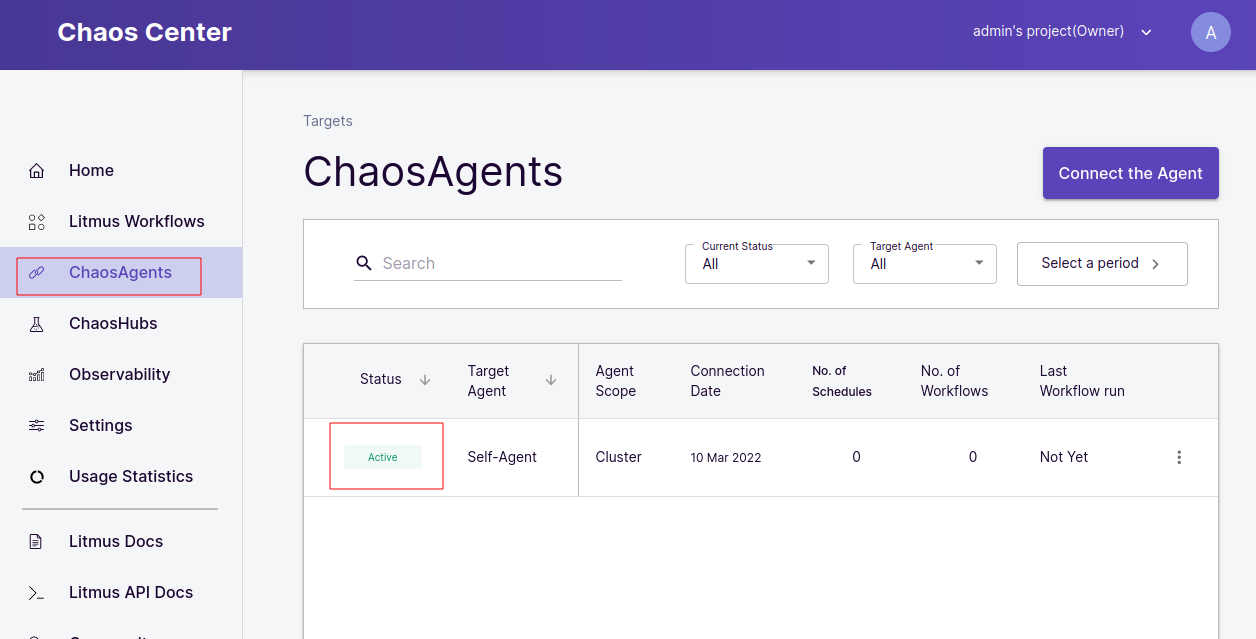 Chaos Center
admin's project(Owner)
A
Home
Litmus Workflows
ChaosAgents
ChaosHubs
Observability
Settings
Usage Statistics
Litmus Docs
Litmus API Docs
Targets
ChaosAgents
Connect the Agent
Search
Current Status
All
Target Agent
All
Select a period
Status
Target
Agent
Agent
Scope
Connection
Date
No. of
Schedules
No. of
Workflows
Last
Workflow run
Active
Self-Agent
Cluster
10 Mar 2022
0
0
Not Yet